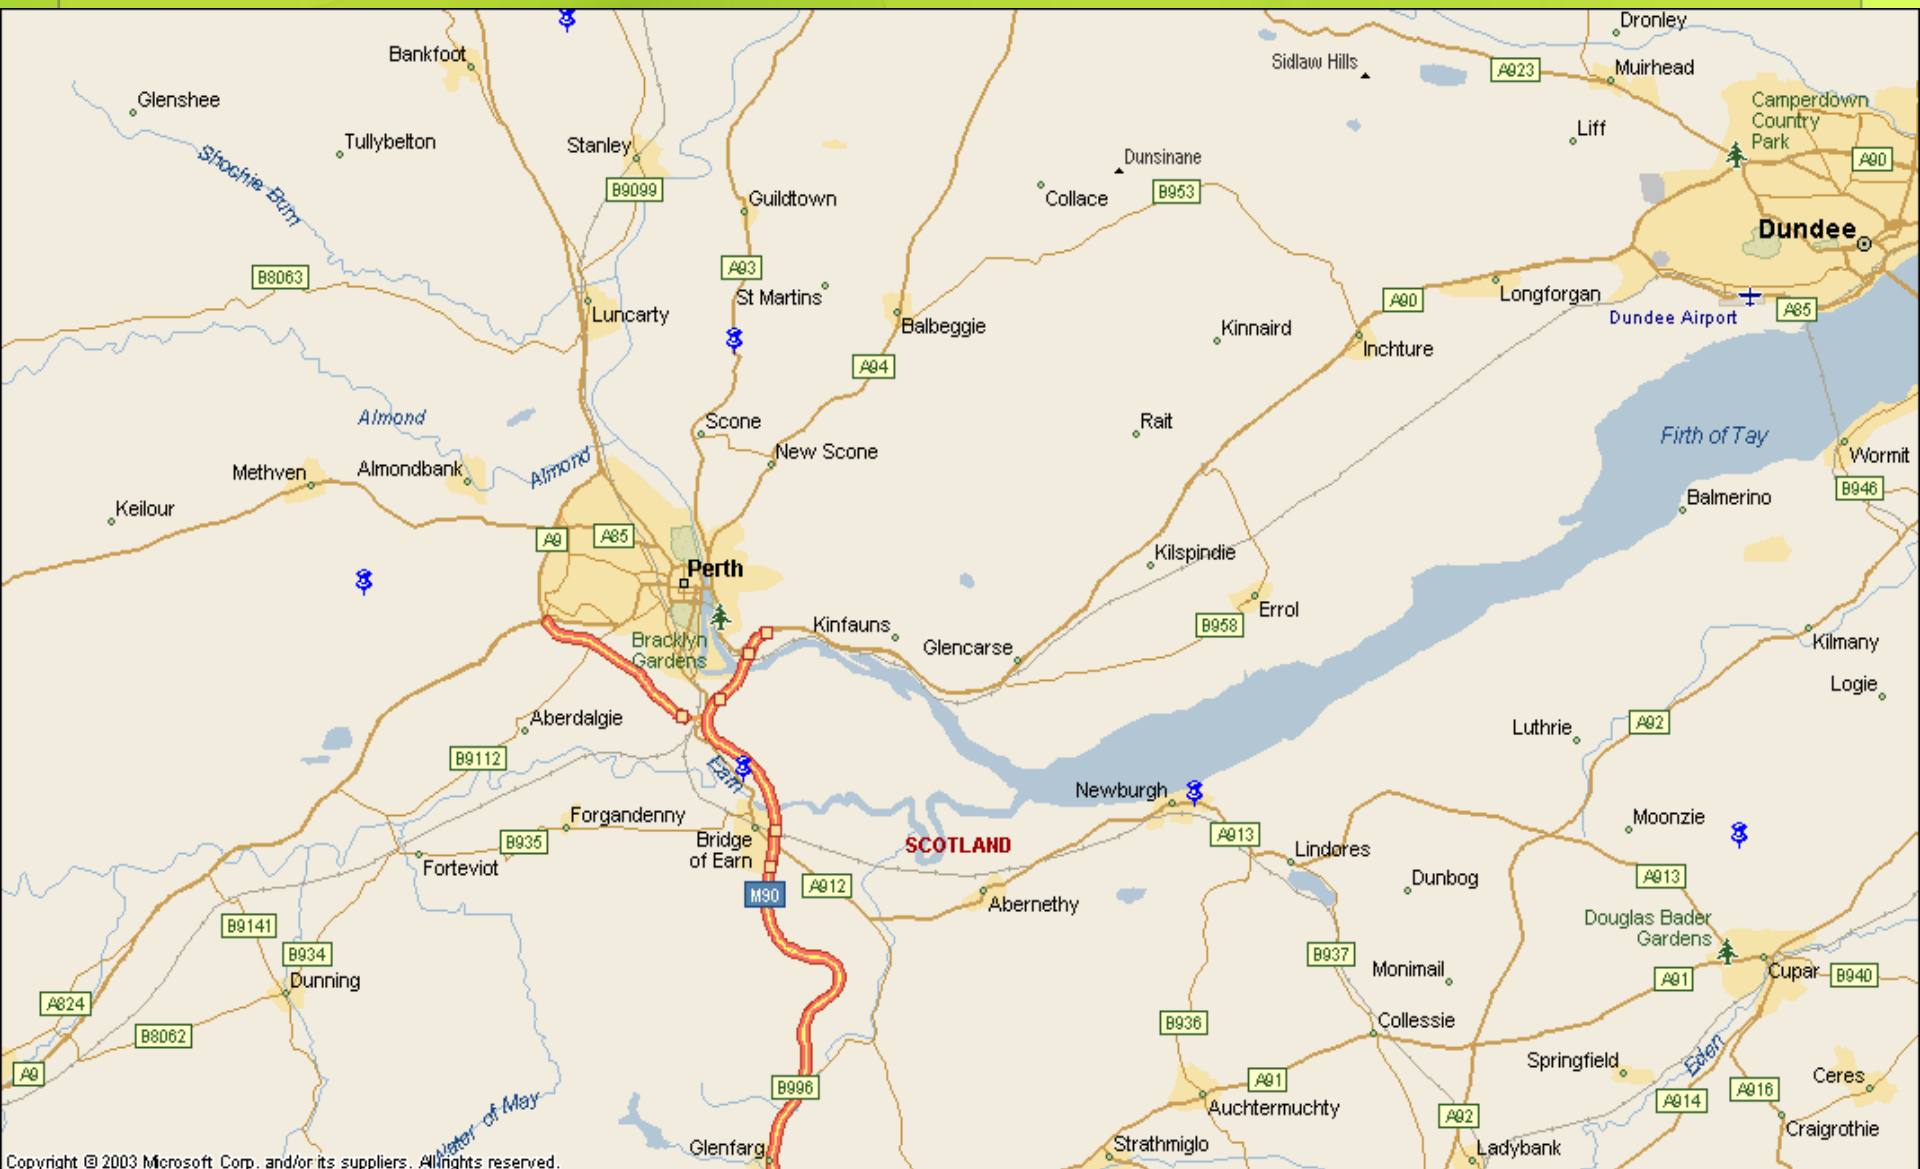 Dronley
Bankfoot
Sidlaw Hills
A923
Muirhead
Glenshee
Camperdown
Country
Park
Liff
Tullybelton
Stanley
Dunsinane
A90
Shochie Burn
B9099
Guildtown
Collace
B953
Dundee
B8063
A93
St Martins
A90
Longforgan
Luncarty
Balbeggie
Kinnaird
Dundee Airport
A85
Inchture
A94
Almond
Scone
Rait
Firth of Tay
New Scone
Wormit
Methven
Almondbank
Almond
B946
Balmerino
Keilour
A9
A85
Kilspindie
Perth
Errol
Kinfauns
B958
Bracklyn
Gardens
Glencarse
Kilmany
Logie
Aberdalgie
A92
Luthrie
B9112
Earn
Newburgh
Forgandenny
Moonzie
B935
Bridge
of Earn
SCOTLAND
A913
Lindores
Forteviot
M90
A912
Dunbog
A913
Abernethy
Douglas Bader
Gardens
B9141
B934
B937
Monimail
Cupar
B940
A91
Dunning
A824
B936
Collessie
B8062
Eden
Springfield
A9
B996
A91
A916
Ceres
A914
Auchtermuchty
A92
Water of May
Craigrothie
Glenfarg
Strathmiglo
Ladybank
Copyright © 2003 Microsoft Corp. and/or its suppliers. All rights reserved.